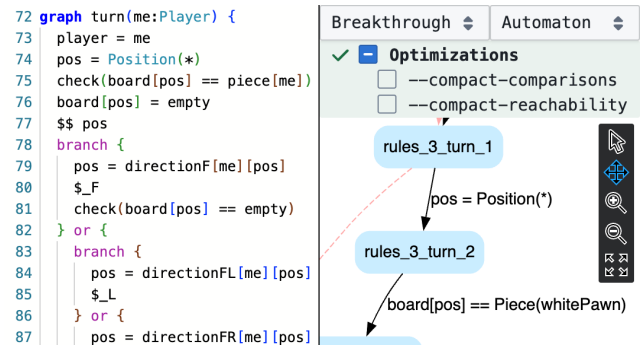 72 graph turn(me:Player) {
73   player = me
74   pos = Position(*)
75   check(board[pos] == piece[me])
76   board[pos] = empty
77   $$ pos
78   branch {
79     pos = directionF[me][pos]
80     $_F
81     check(board[pos] == empty)
82   } or {
83     branch {
84       pos = directionFL[me][pos]
85       $_L
86     } or {
87       pos = directionFR[me][pos]
Breakthrough
Automaton
Optimizations
--compact-comparisons
--compact-reachability
rules_3_turn_1
pos = Position(*)
rules_3_turn_2
board[pos] == Piece(whitePawn)